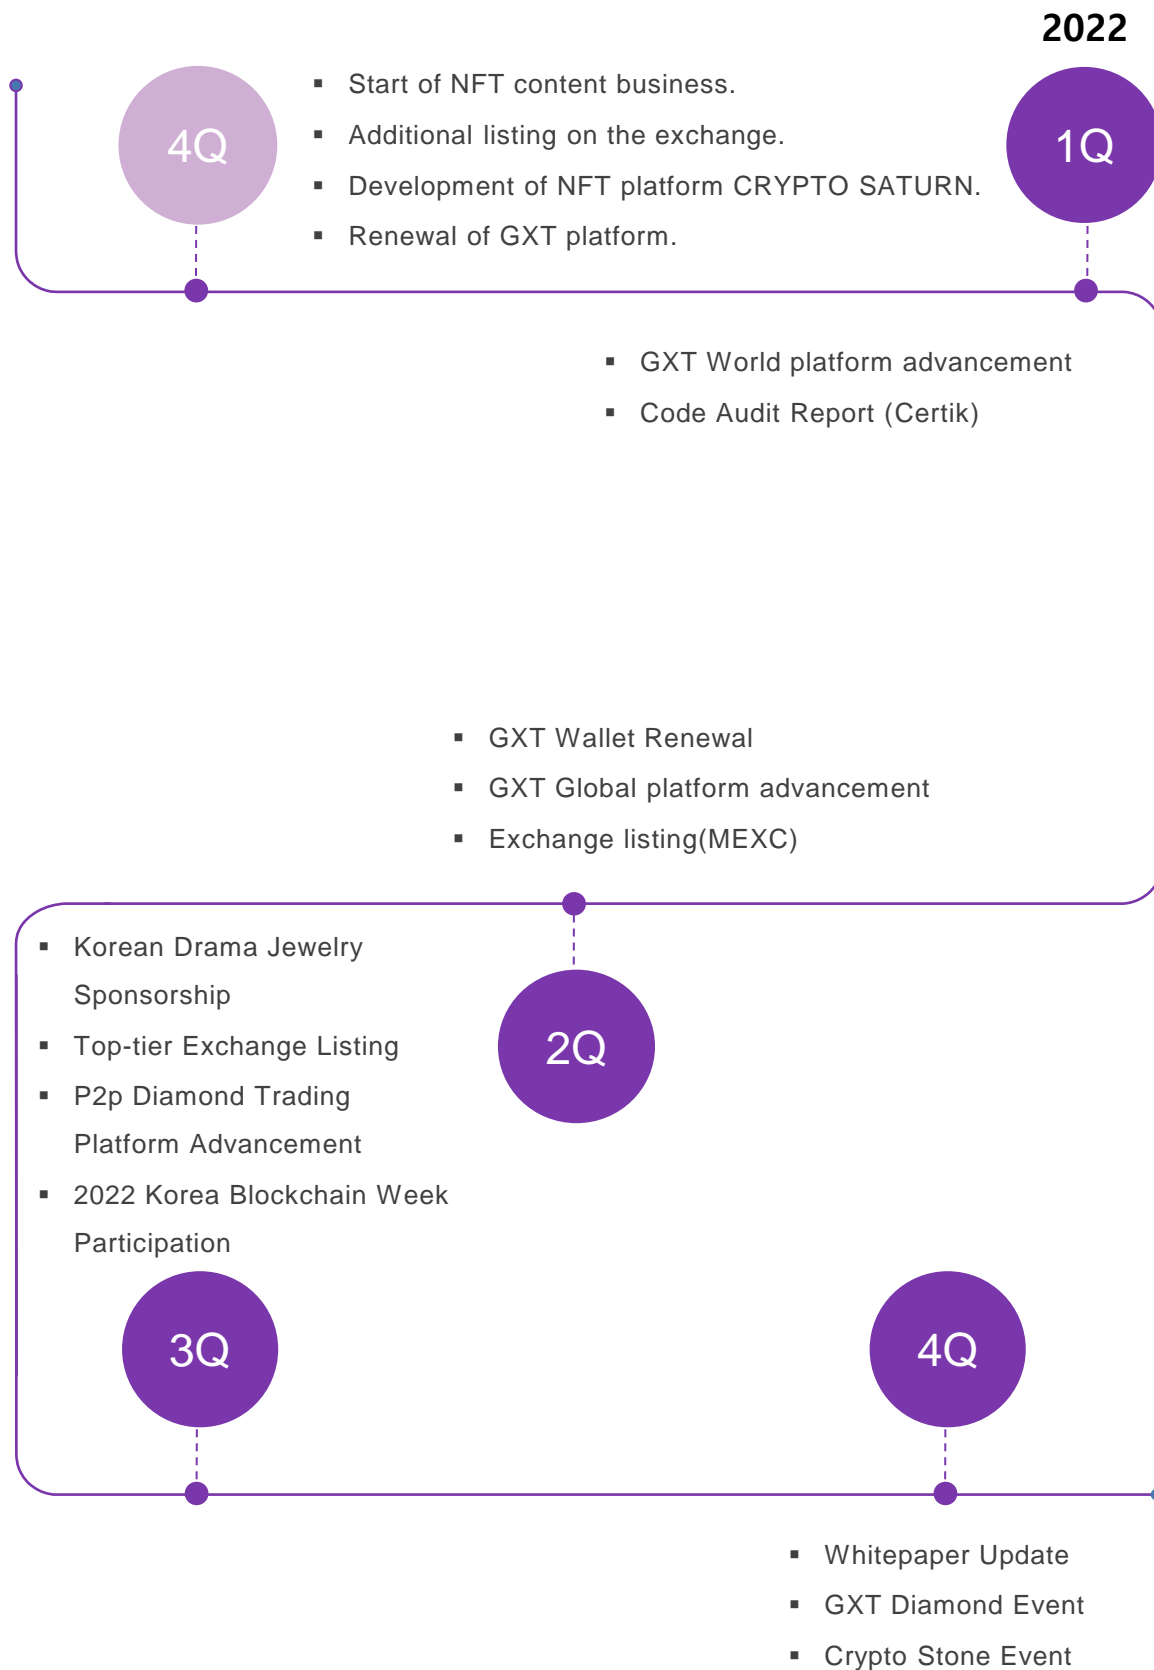 2022
4Q
▪ Start of NFT content business.
▪ Additional listing on the exchange.
▪ Development of NFT platform CRYPTO SATURN.
▪ Renewal of GXT platform.
1Q
▪ GXT World platform advancement
▪ Code Audit Report (Certik)
▪ GXT Wallet Renewal
▪ GXT Global platform advancement
▪ Exchange listing(MEXC)
2Q
▪ Korean Drama Jewelry
Sponsorship
▪ Top-tier Exchange Listing
▪ P2p Diamond Trading
Platform Advancement
▪ 2022 Korea Blockchain Week
Participation
3Q
4Q
▪ Whitepaper Update
▪ GXT Diamond Event
▪ Crypto Stone Event